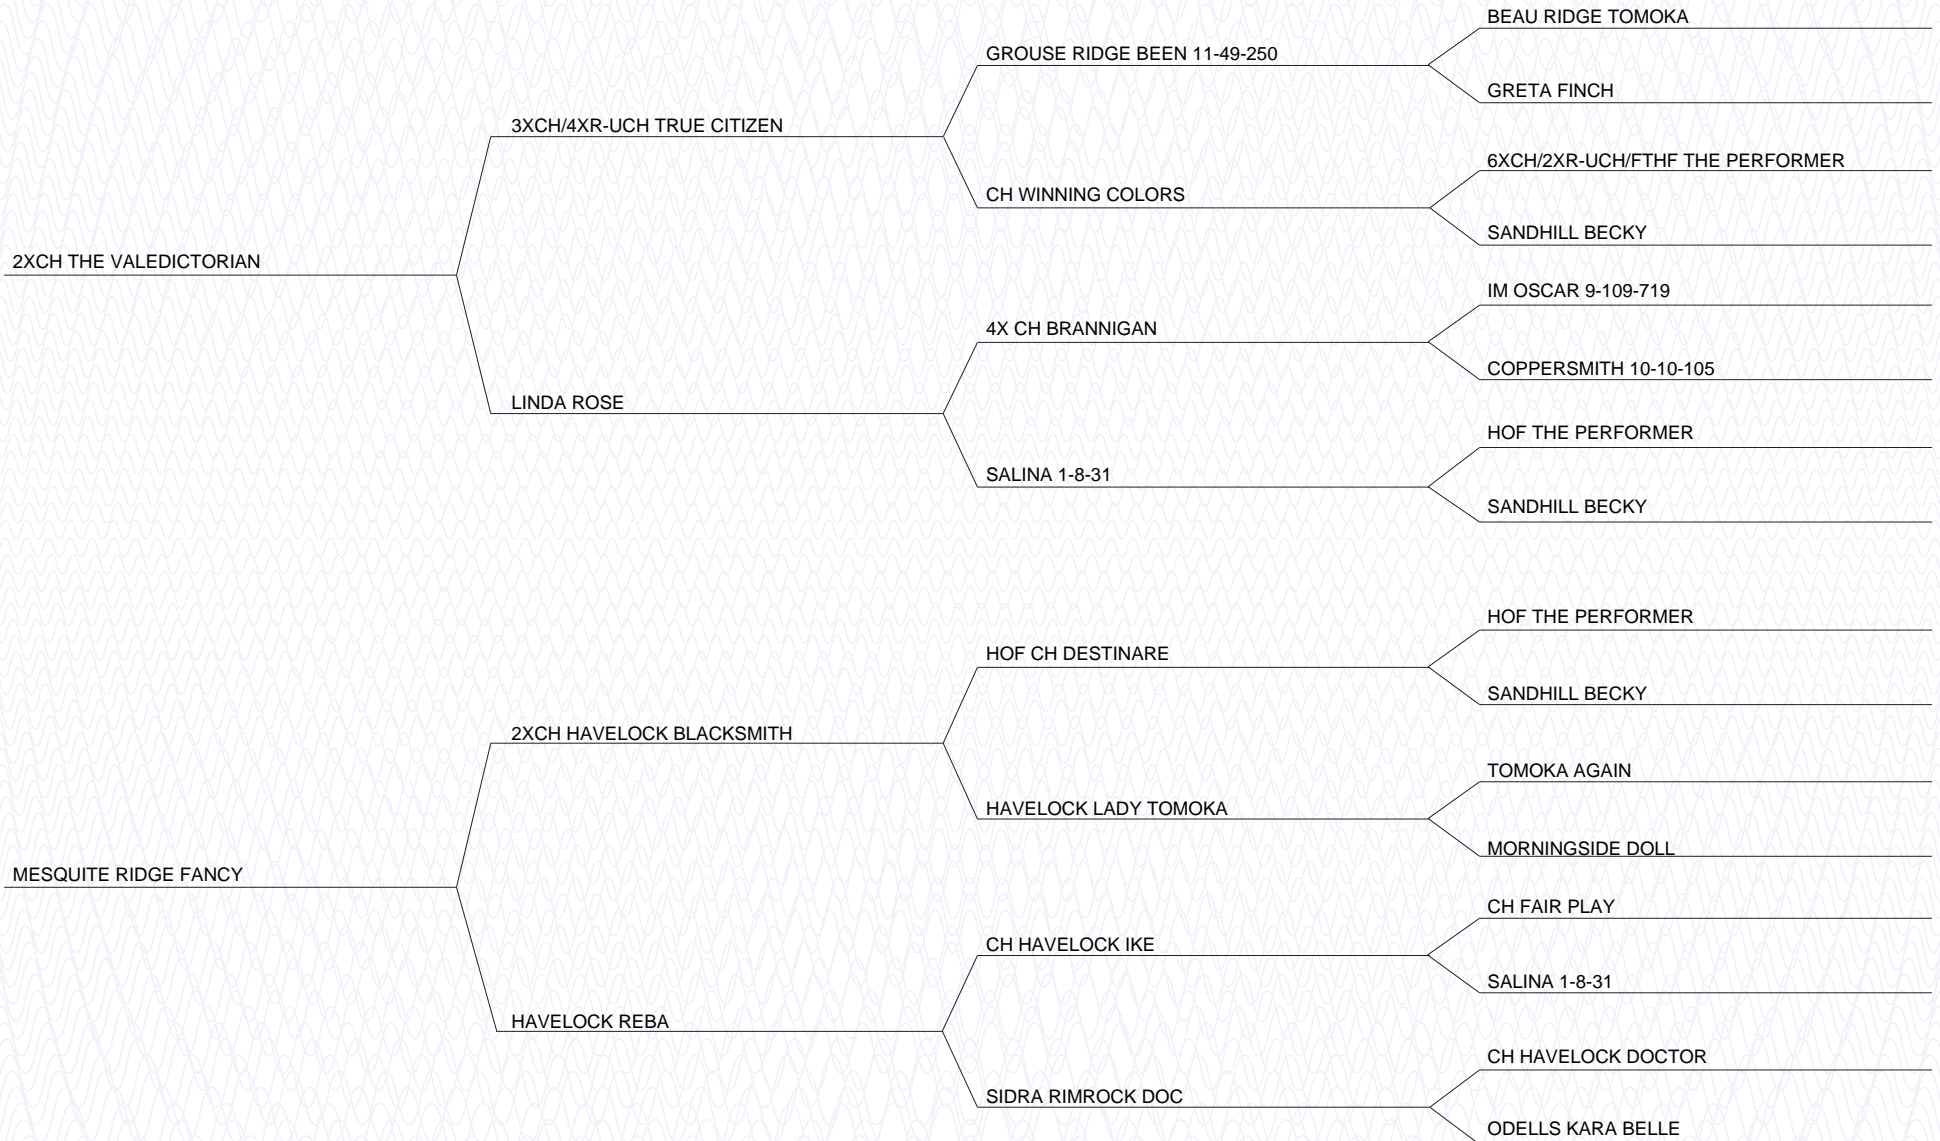 BEAU RIDGE TOMOKA
GROUSE RIDGE BEEN 11-49-250
GRETA FINCH
3XCH/4XR-UCH TRUE CITIZEN
6XCH/2XR-UCH/FTHF THE PERFORMER
CH WINNING COLORS
SANDHILL BECKY
2XCH THE VALEDICTORIAN
IM OSCAR 9-109-719
4X CH BRANNIGAN
COPPERSMITH 10-10-105
LINDA ROSE
HOF THE PERFORMER
SALINA 1-8-31
SANDHILL BECKY
HOF THE PERFORMER
HOF CH DESTINARE
SANDHILL BECKY
2XCH HAVELOCK BLACKSMITH
TOMOKA AGAIN
HAVELOCK LADY TOMOKA
MORNINGSIDE DOLL
MESQUITE RIDGE FANCY
CH FAIR PLAY
CH HAVELOCK IKE
SALINA 1-8-31
HAVELOCK REBA
CH HAVELOCK DOCTOR
SIDRA RIMROCK DOC
ODELLS KARA BELLE